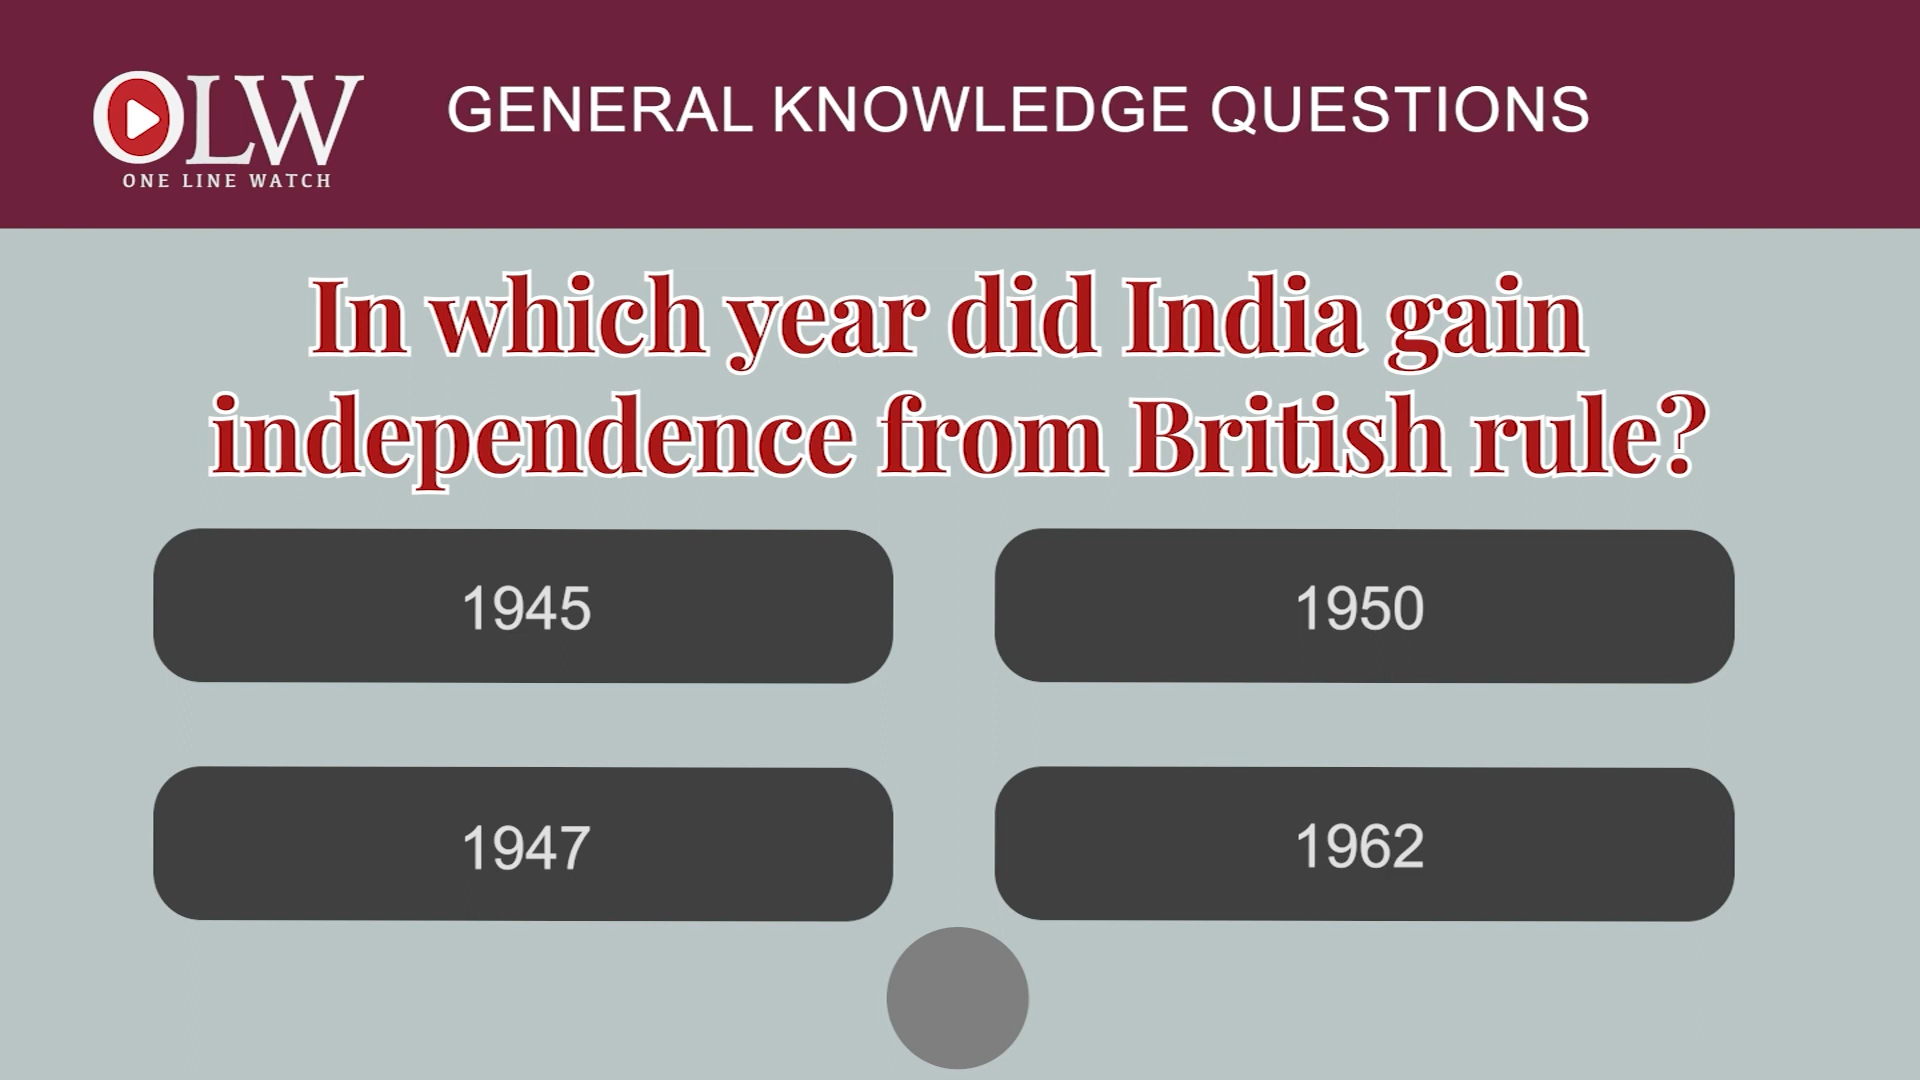 OLW
ONE LINE WATCH
GENERAL KNOWLEDGE QUESTIONS
In which year did India gain
independence from British rule?
1945
1950
1947
1962